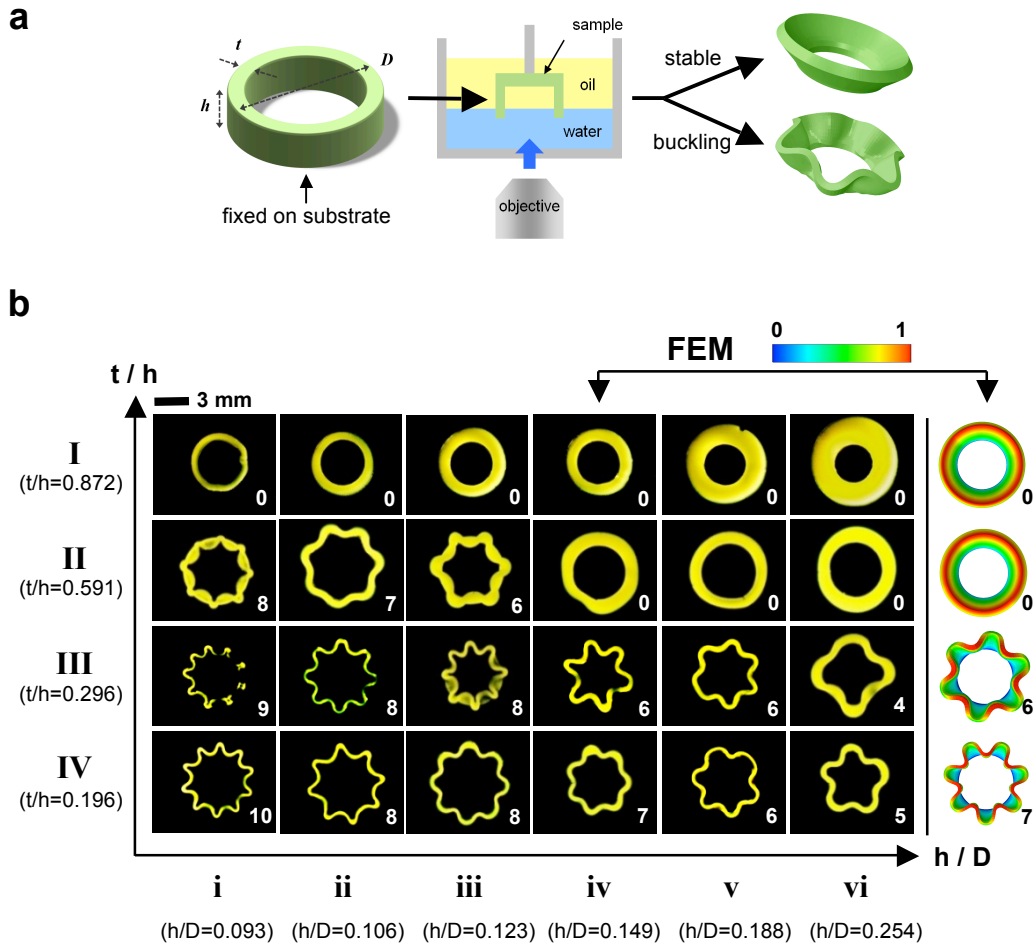 a
t
D
h
fixed on substrate
sample
oil
water
objective
stable
buckling
b
FEM
0 1
t / h
3 mm
I
(t/h=0.872)
0 0 0 0 0 0 0
II
(t/h=0.591)
8 7 6 0 0 0 0
III
(t/h=0.296)
9 8 8 6 6 4 6
IV
(t/h=0.196)
10 8 8 7 6 5 7
h / D
i ii iii iv v vi
(h/D=0.093) (h/D=0.106) (h/D=0.123) (h/D=0.149) (h/D=0.188) (h/D=0.254)